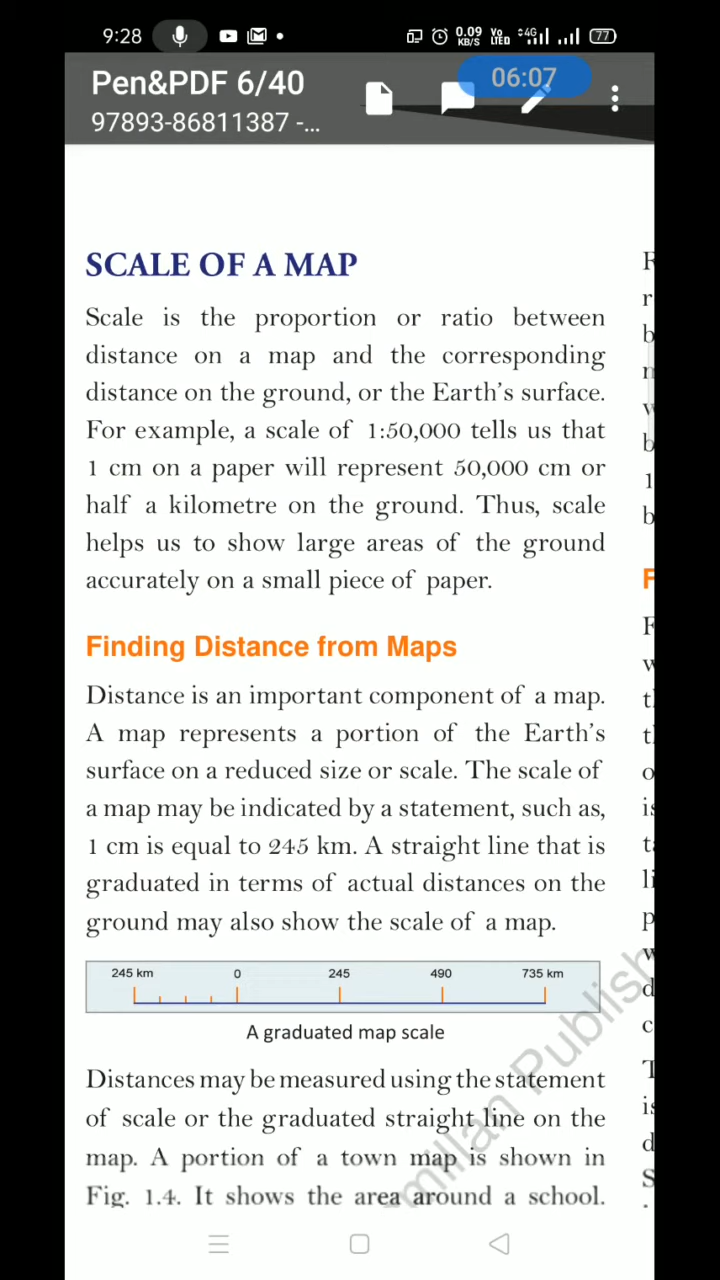 9:28
0.09
KB/S
4G
77
06:07
Pen&PDF 6/40
97893-86811387 -...
SCALE OF A MAP
Scale is the proportion or ratio between
distance on a map and the corresponding
distance on the ground, or the Earth's surface.
For example, a scale of 1:50,000 tells us that
1 cm on a paper will represent 50,000 cm or
half a kilometre on the ground. Thus, scale
helps us to show large areas of the ground
accurately on a small piece of paper.
Finding Distance from Maps
Distance is an important component of a map.
A map represents a portion of the Earth's
surface on a reduced size or scale. The scale of
a map may be indicated by a statement, such as,
1 cm is equal to 245 km. A straight line that is
graduated in terms of actual distances on the
ground may also show the scale of a map.
245 km 0 245 490 735 km
A graduated map scale
Distances may be measured using the statement
of scale or the graduated straight line on the
map. A portion of a town map is shown in
Fig. 1.4. It shows the area around a school.
millan Publish